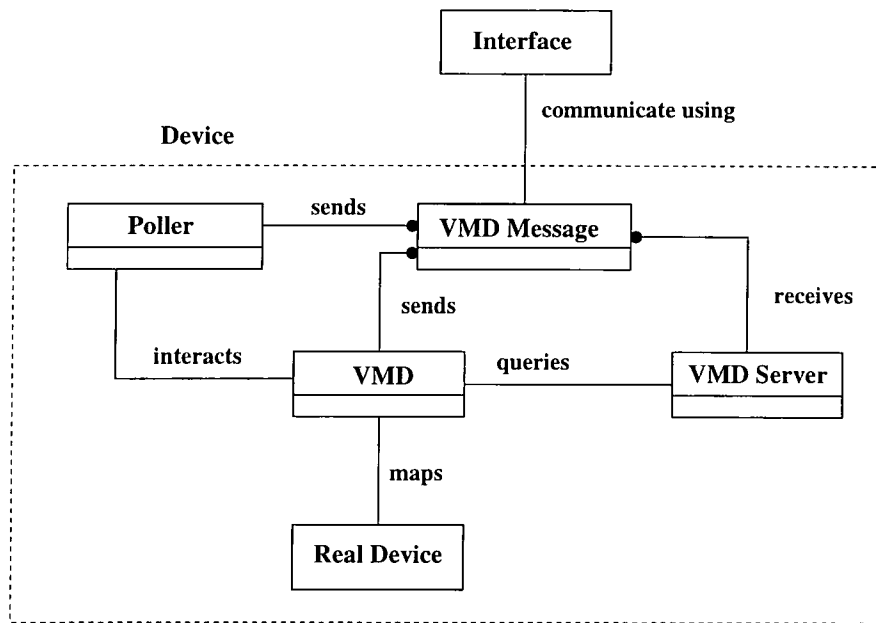 Interface
communicate using
Device
Poller
sends
VMD Message
sends
receives
interacts
VMD
queries
VMD Server
maps
Real Device